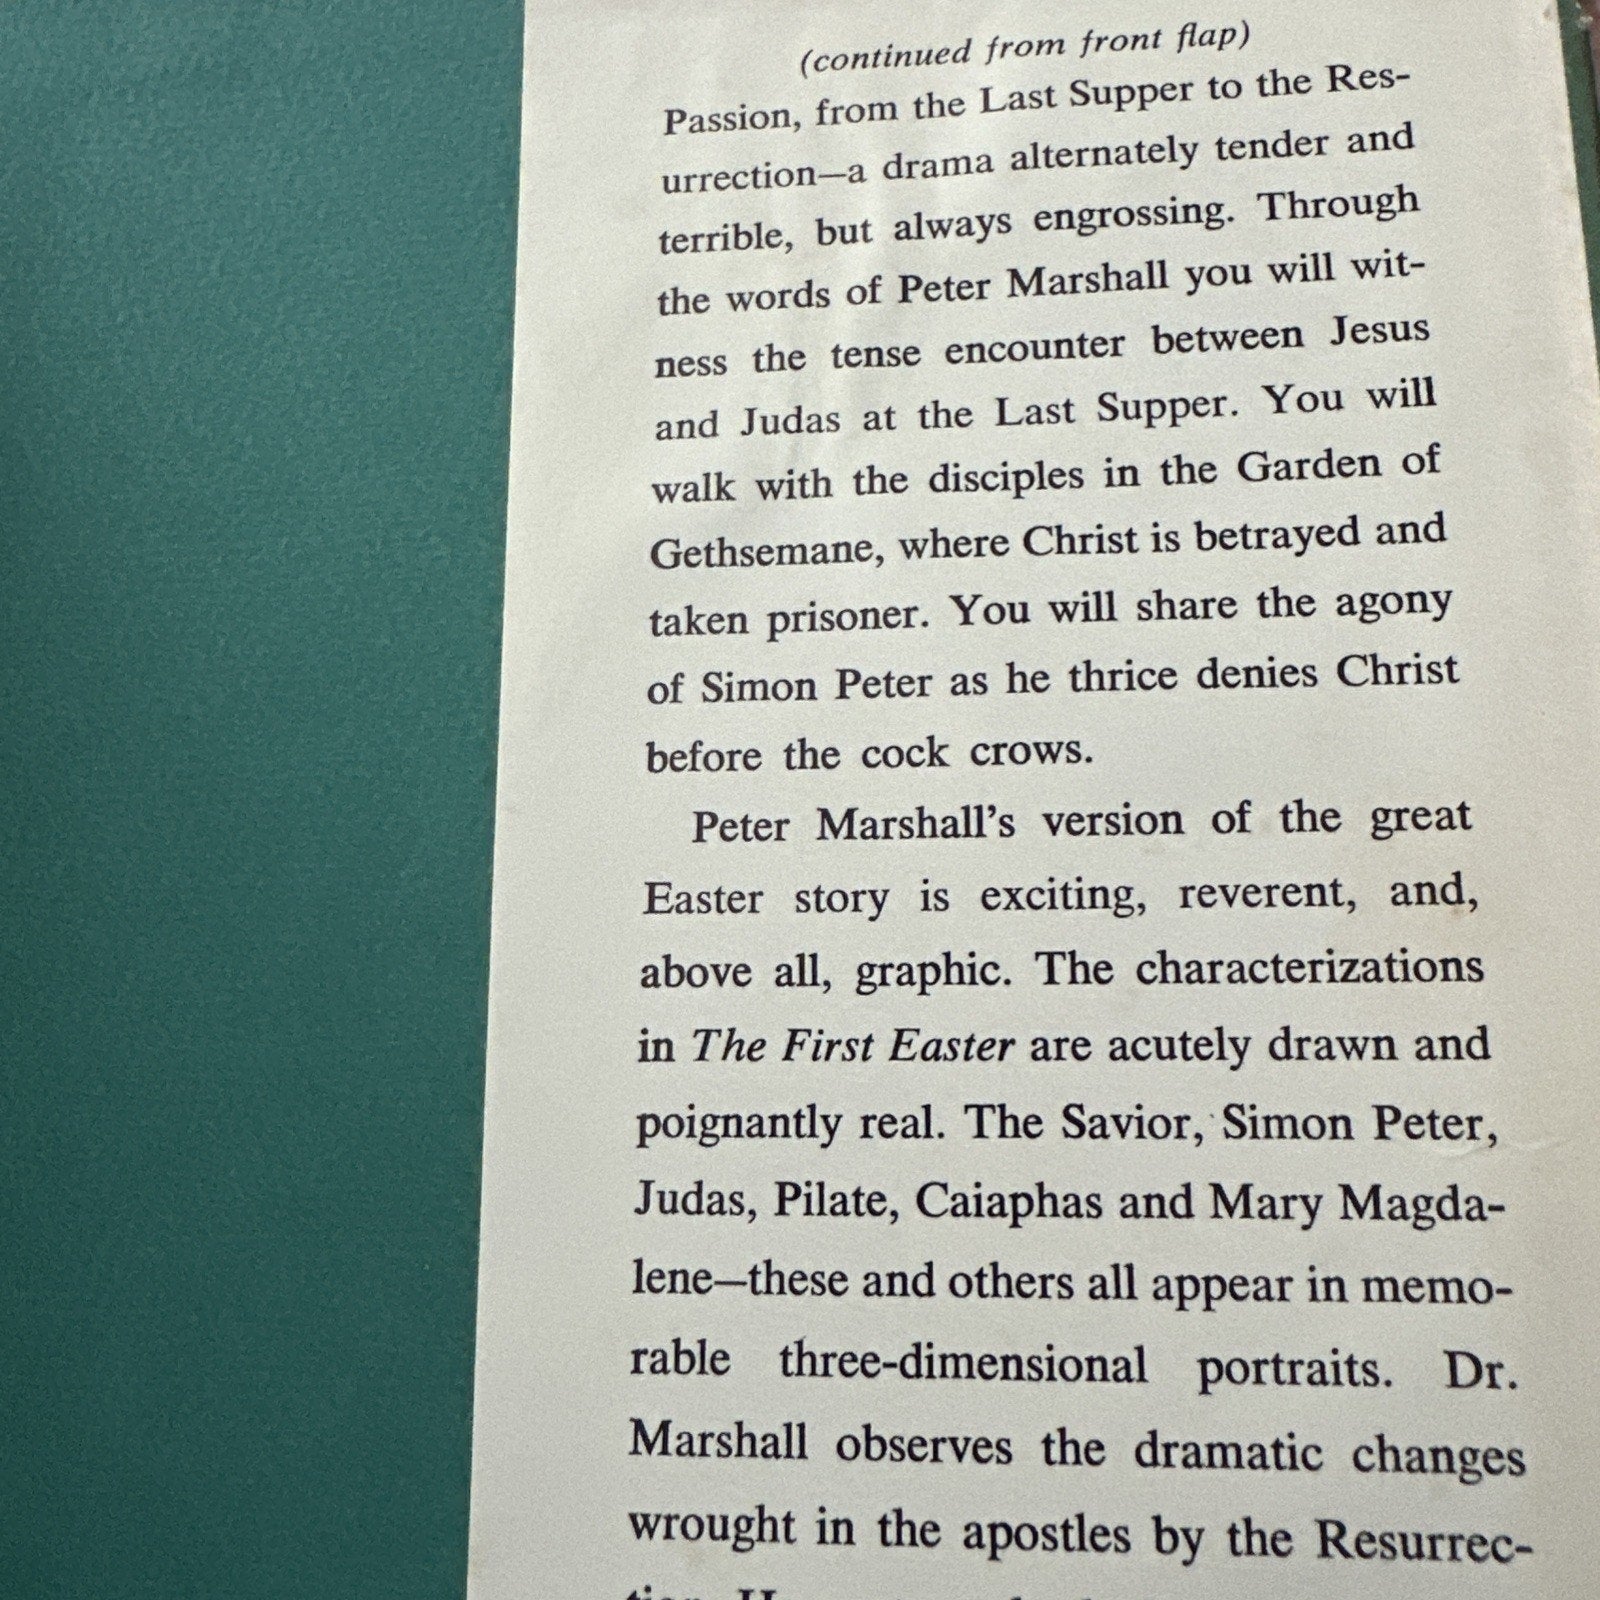 (continued from front flap)
Passion, from the Last Supper to the Res-
urrection—a drama alternately tender and
terrible, but always engrossing. Through
the words of Peter Marshall you will wit-
ness the tense encounter between Jesus
and Judas at the Last Supper. You will
walk with the disciples in the Garden of
Gethsemane, where Christ is betrayed and
taken prisoner. You will share the agony
of Simon Peter as he thrice denies Christ
before the cock crows.
Peter Marshall's version of the great
Easter story is exciting, reverent, and,
above all, graphic. The characterizations
in The First Easter are acutely drawn and
poignantly real. The Savior, Simon Peter,
Judas, Pilate, Caiaphas and Mary Magda-
lene—these and others all appear in memo-
rable three-dimensional portraits. Dr.
Marshall observes the dramatic changes
wrought in the apostles by the Resurrec-